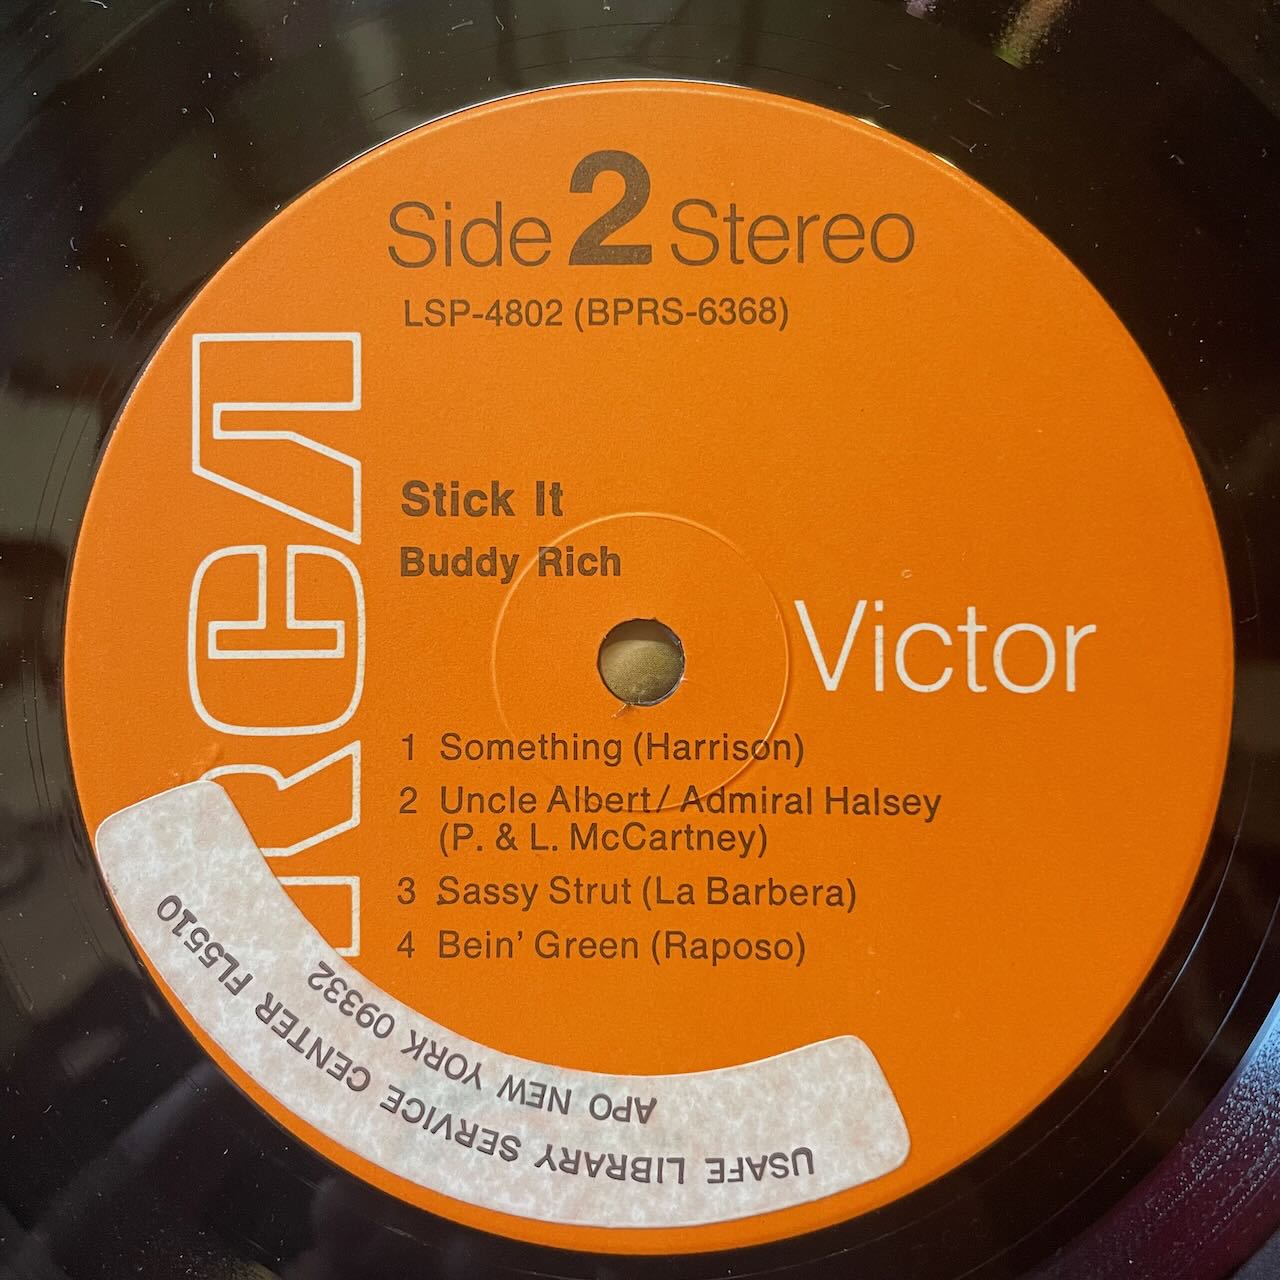 Side 2 Stereo
LSP-4802 (BPRS-6368)
RCA
Stick It
Buddy Rich
Victor
1 Something (Harrison)
2 Uncle Albert/Admiral Halsey
(P. & L. McCartney)
3 Sassy Strut (La Barbera)
4 Bein' Green (Raposo)
USAFE LIBRARY SERVICE CENTER FL5510
APO NEW YORK 09332